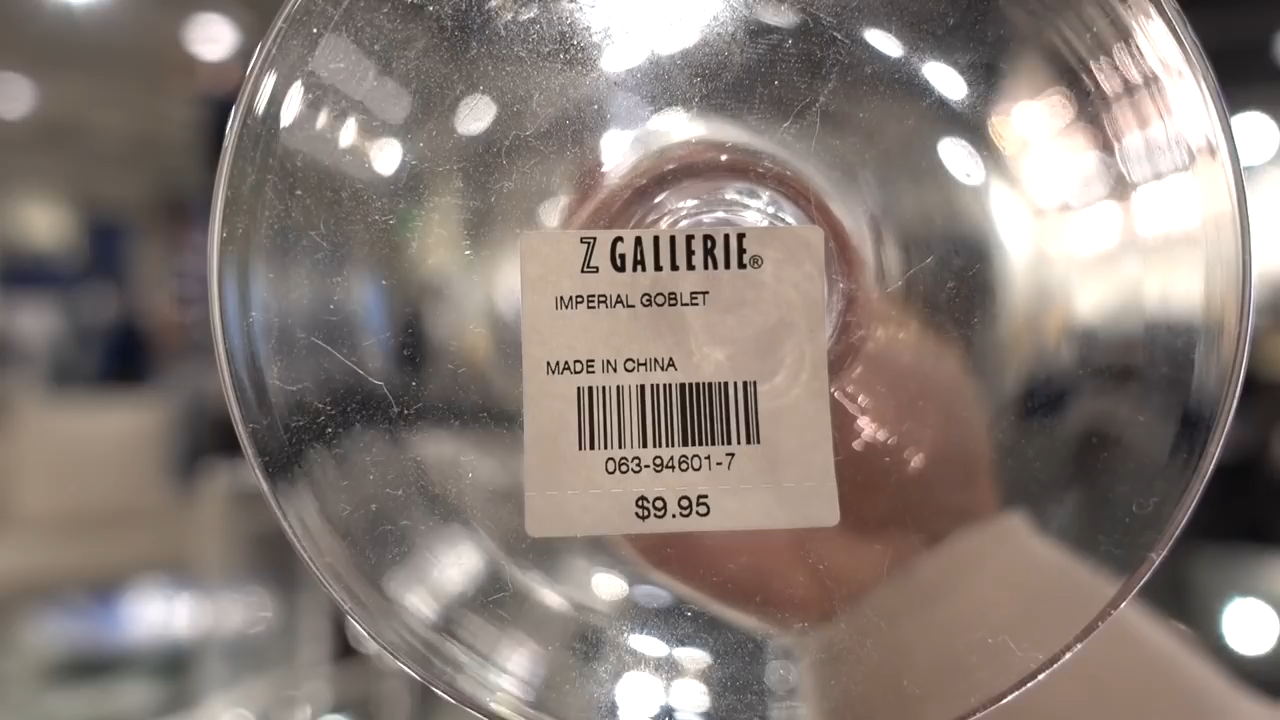 Z GALLERIE®
IMPERIAL GOBLET
MADE IN CHINA
063-94601-7
$9.95